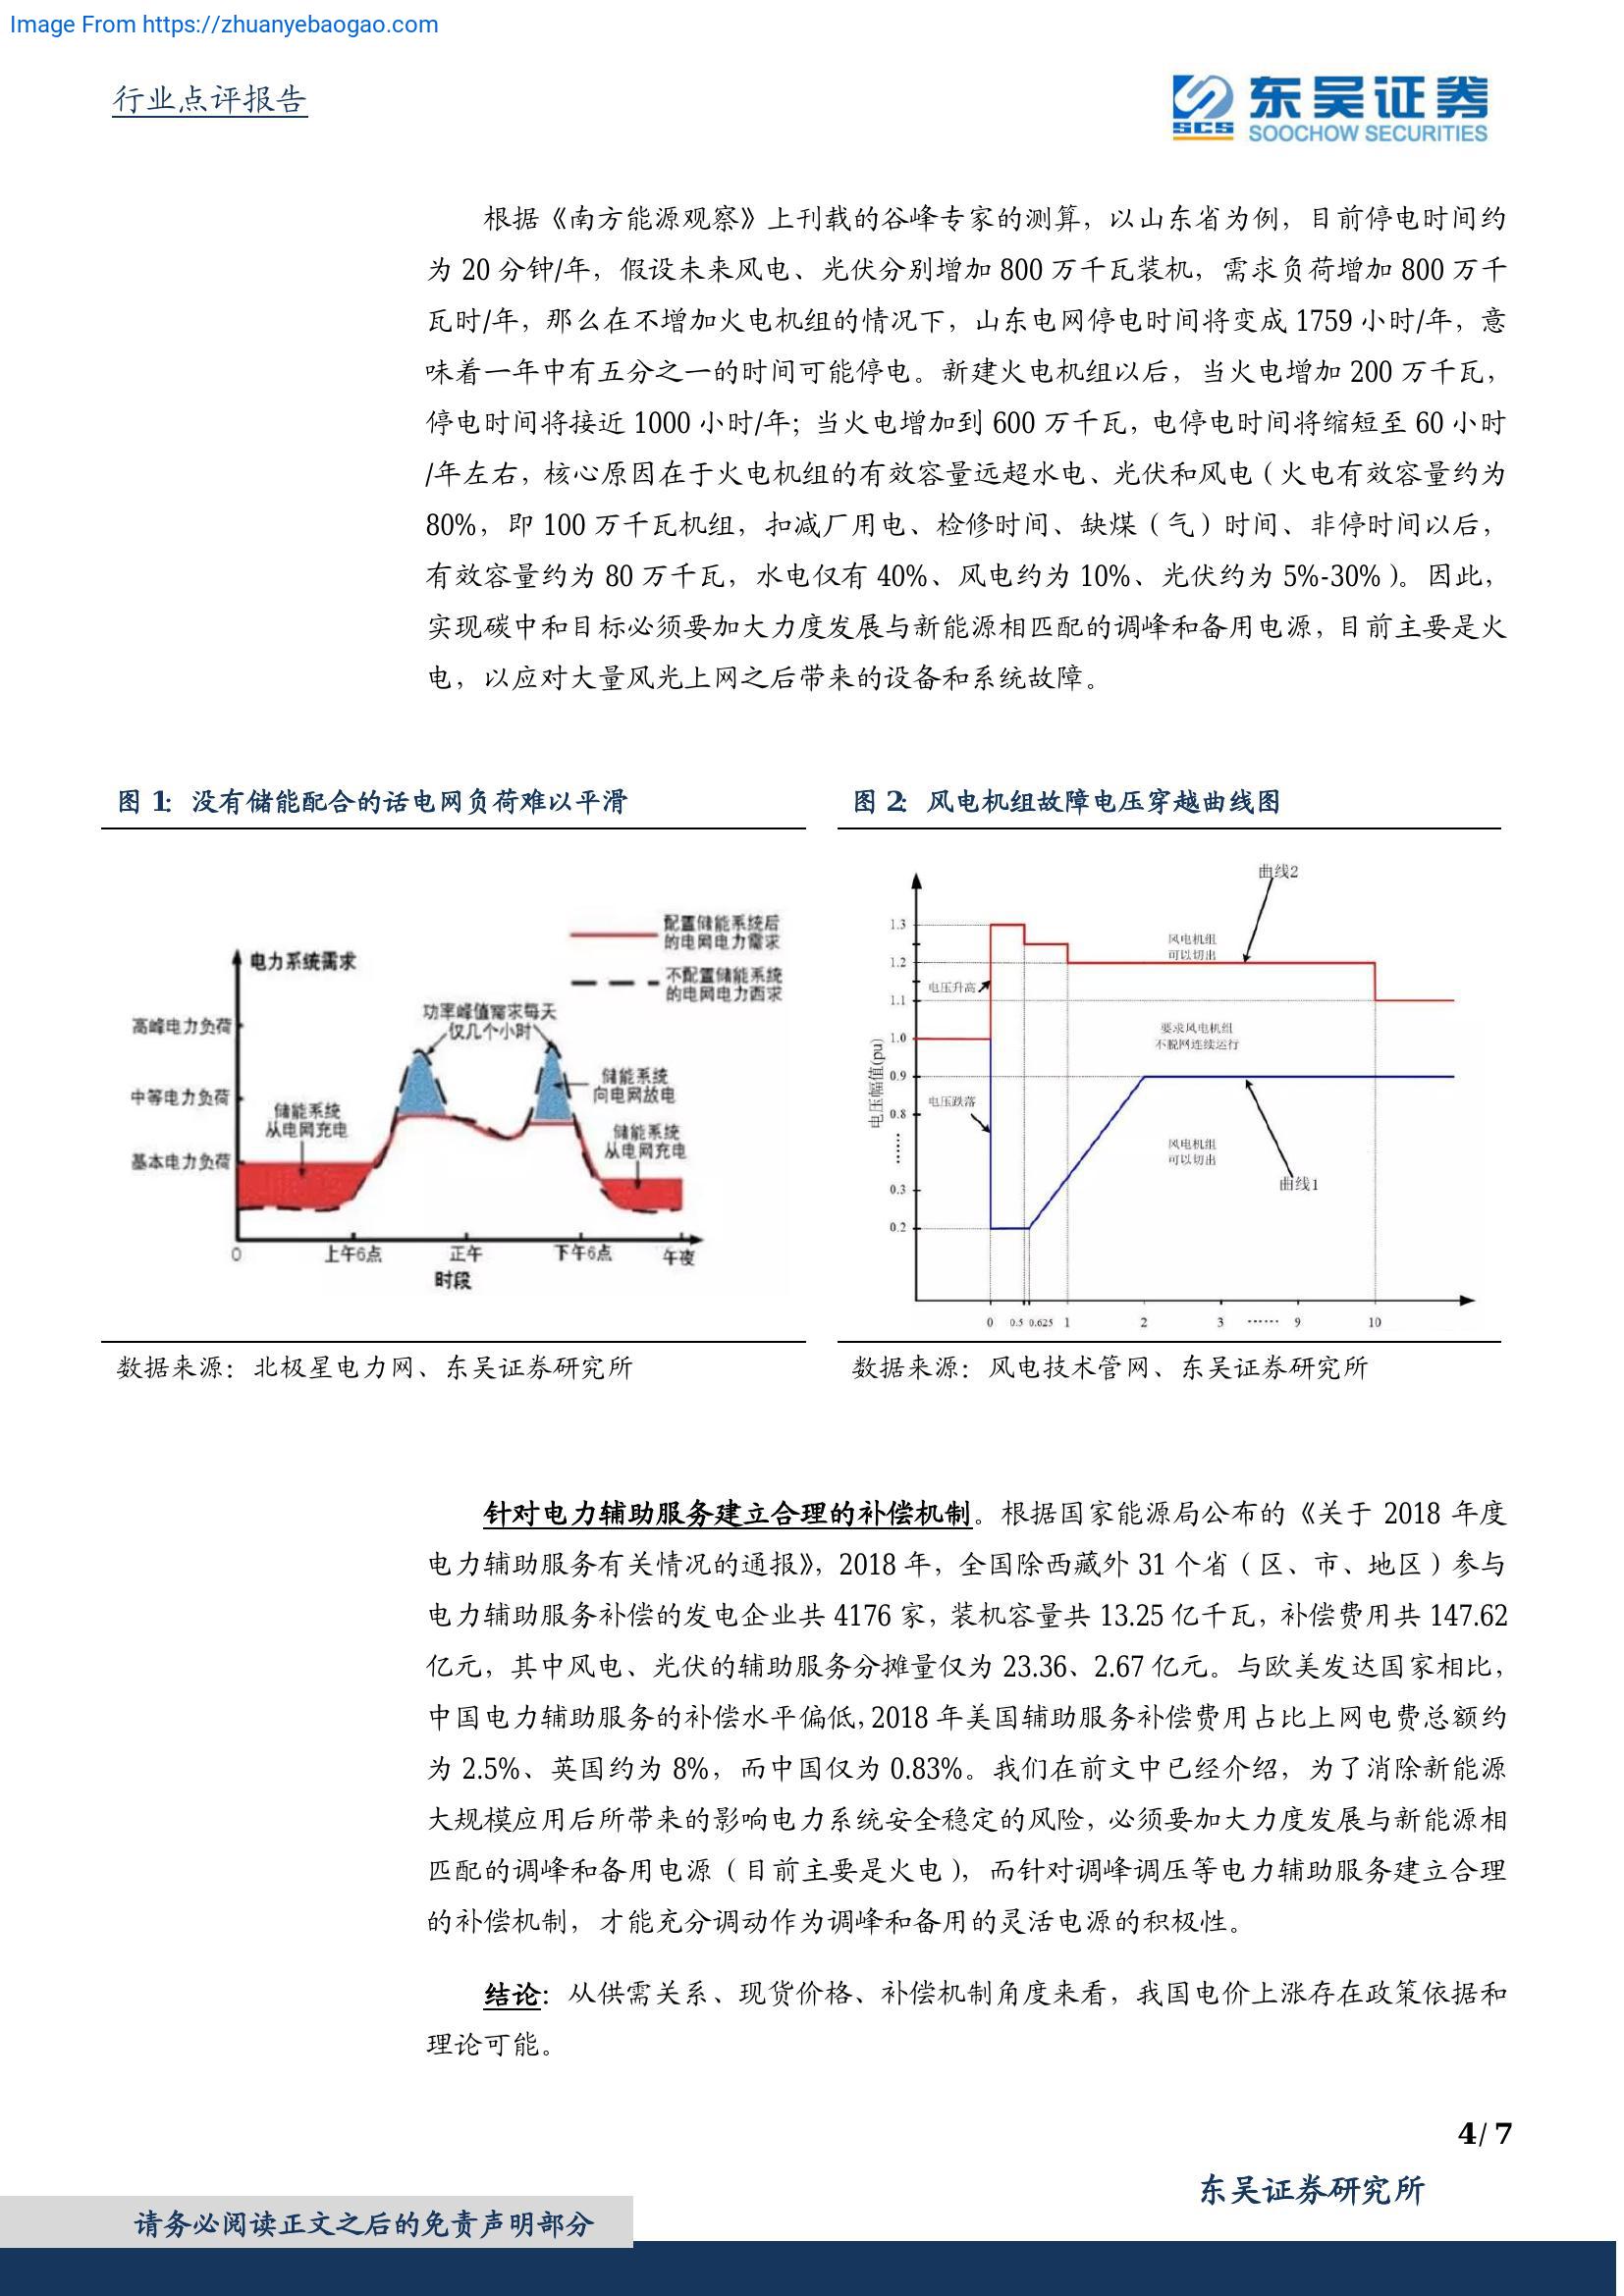 Image From https://zhuanyebaogao.com
行业点评报告
SCS
东吴证券
SOOCHOW SECURITIES
根据《南方能源观察》上刊载的谷峰专家的测算，以山东省为例，目前停电时间约
为 20 分钟/年，假设未来风电、光伏分别增加 800 万千瓦装机，需求负荷增加 800 万千
瓦时/年，那么在不增加火电机组的情况下，山东电网停电时间将变成 1759 小时/年，意
味着一年中有五分之一的时间可能停电。新建火电机组以后，当火电增加 200 万千瓦，
停电时间将接近 1000 小时/年；当火电增加到 600 万千瓦，电停电时间将缩短至 60 小时
/年左右，核心原因在于火电机组的有效容量远超水电、光伏和风电（火电有效容量约为
80%，即 100 万千瓦机组，扣减厂用电、检修时间、缺煤（气）时间、非停时间以后，
有效容量约为 80 万千瓦，水电仅有 40%、风电约为 10%、光伏约为 5%-30%）。因此，
实现碳中和目标必须要加大力度发展与新能源相匹配的调峰和备用电源，目前主要是火
电，以应对大量风光上网之后带来的设备和系统故障。
图 1：没有储能配合的话电网负荷难以平滑
配置储能系统后
的电网电力需求
不配置储能系统
的电网电力西求
电力系统需求
功率峰值需求每天
仅几个小时
高峰电力负荷
中等电力负荷
基本电力负荷
储能系统
向电网放电
储能系统
从电网充电
储能系统
从电网充电
0
上午6点
正午
下午6点
午夜
时段
数据来源：北极星电力网、东吴证券研究所
图 2：风电机组故障电压穿越曲线图
曲线2
1.3
1.2
1.1
1.0
0.9
0.8
0.3
0.2
电压幅值(pu)
风电机组
可以切出
电压升高
要求风电机组
不脱网连续运行
电压跌落
风电机组
可以切出
曲线1
0 0.5 0.625 1 2 3 …… 9 10
数据来源：风电技术管网、东吴证券研究所
针对电力辅助服务建立合理的补偿机制。根据国家能源局公布的《关于 2018 年度
电力辅助服务有关情况的通报》，2018 年，全国除西藏外 31 个省（区、市、地区）参与
电力辅助服务补偿的发电企业共 4176 家，装机容量共 13.25 亿千瓦，补偿费用共 147.62
亿元，其中风电、光伏的辅助服务分摊量仅为 23.36、2.67 亿元。与欧美发达国家相比，
中国电力辅助服务的补偿水平偏低，2018 年美国辅助服务补偿费用占比上网电费总额约
为 2.5%、英国约为 8%，而中国仅为 0.83%。我们在前文中已经介绍，为了消除新能源
大规模应用后所带来的影响电力系统安全稳定的风险，必须要加大力度发展与新能源相
匹配的调峰和备用电源（目前主要是火电），而针对调峰调压等电力辅助服务建立合理
的补偿机制，才能充分调动作为调峰和备用的灵活电源的积极性。
结论：从供需关系、现货价格、补偿机制角度来看，我国电价上涨存在政策依据和
理论可能。
4/ 7
东吴证券研究所
请务必阅读正文之后的免责声明部分